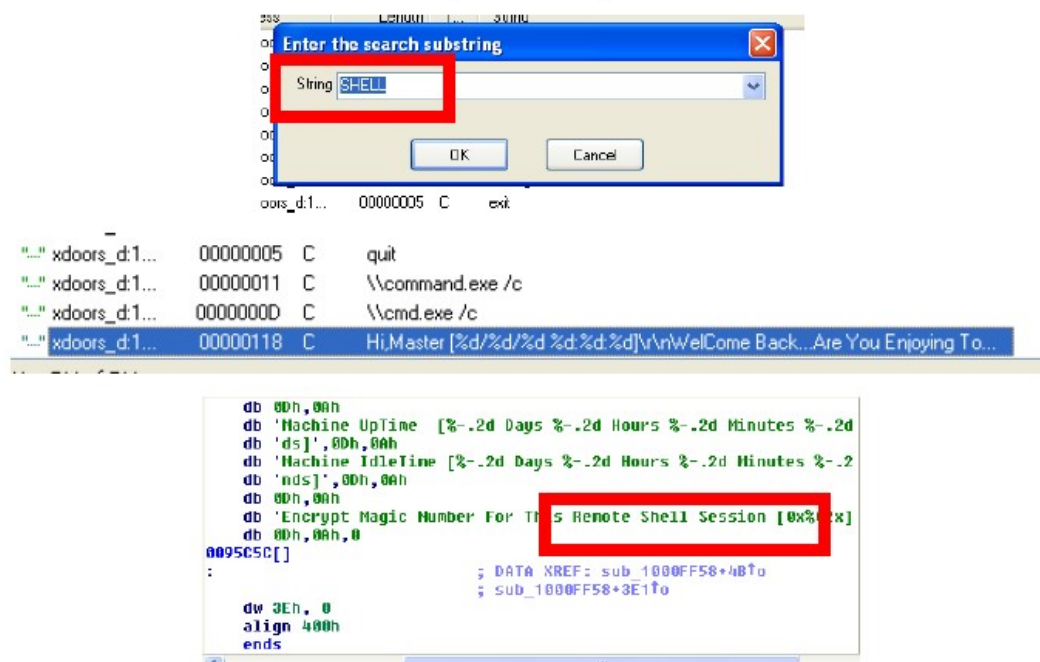 Length String
Enter the search substring
String SHELL
OK Cancel
oors_d:1... 00000005 C exit
"..." xdoors_d:1... 00000005 C quit
"..." xdoors_d:1... 00000011 C \\command.exe /c
"..." xdoors_d:1... 0000000D C \\cmd.exe /c
"..." xdoors_d:1... 00000118 C Hi,Master [%d/%d/%d %d:%d:%d]\r\nWelCome Back...Are You Enjoying To...
db 0Dh,0Ah
db 'Machine UpTime [%-.2d Days %-.2d Hours %-.2d Minutes %-.2d
db 'ds]',0Dh,0Ah
db 'Machine IdleTime [%-.2d Days %-.2d Hours %-.2d Minutes %-.2
db 'nds]',0Dh,0Ah
db 0Dh,0Ah
db 'Encrypt Magic Number For This Remote Shell Session [0x%02x]
db 0Dh,0Ah,0
0095C5C[]
: ; DATA XREF: sub_1000FF58+4B↑o
; sub_1000FF58+3E1↑o
dw 3Eh, 0
align 400h
ends